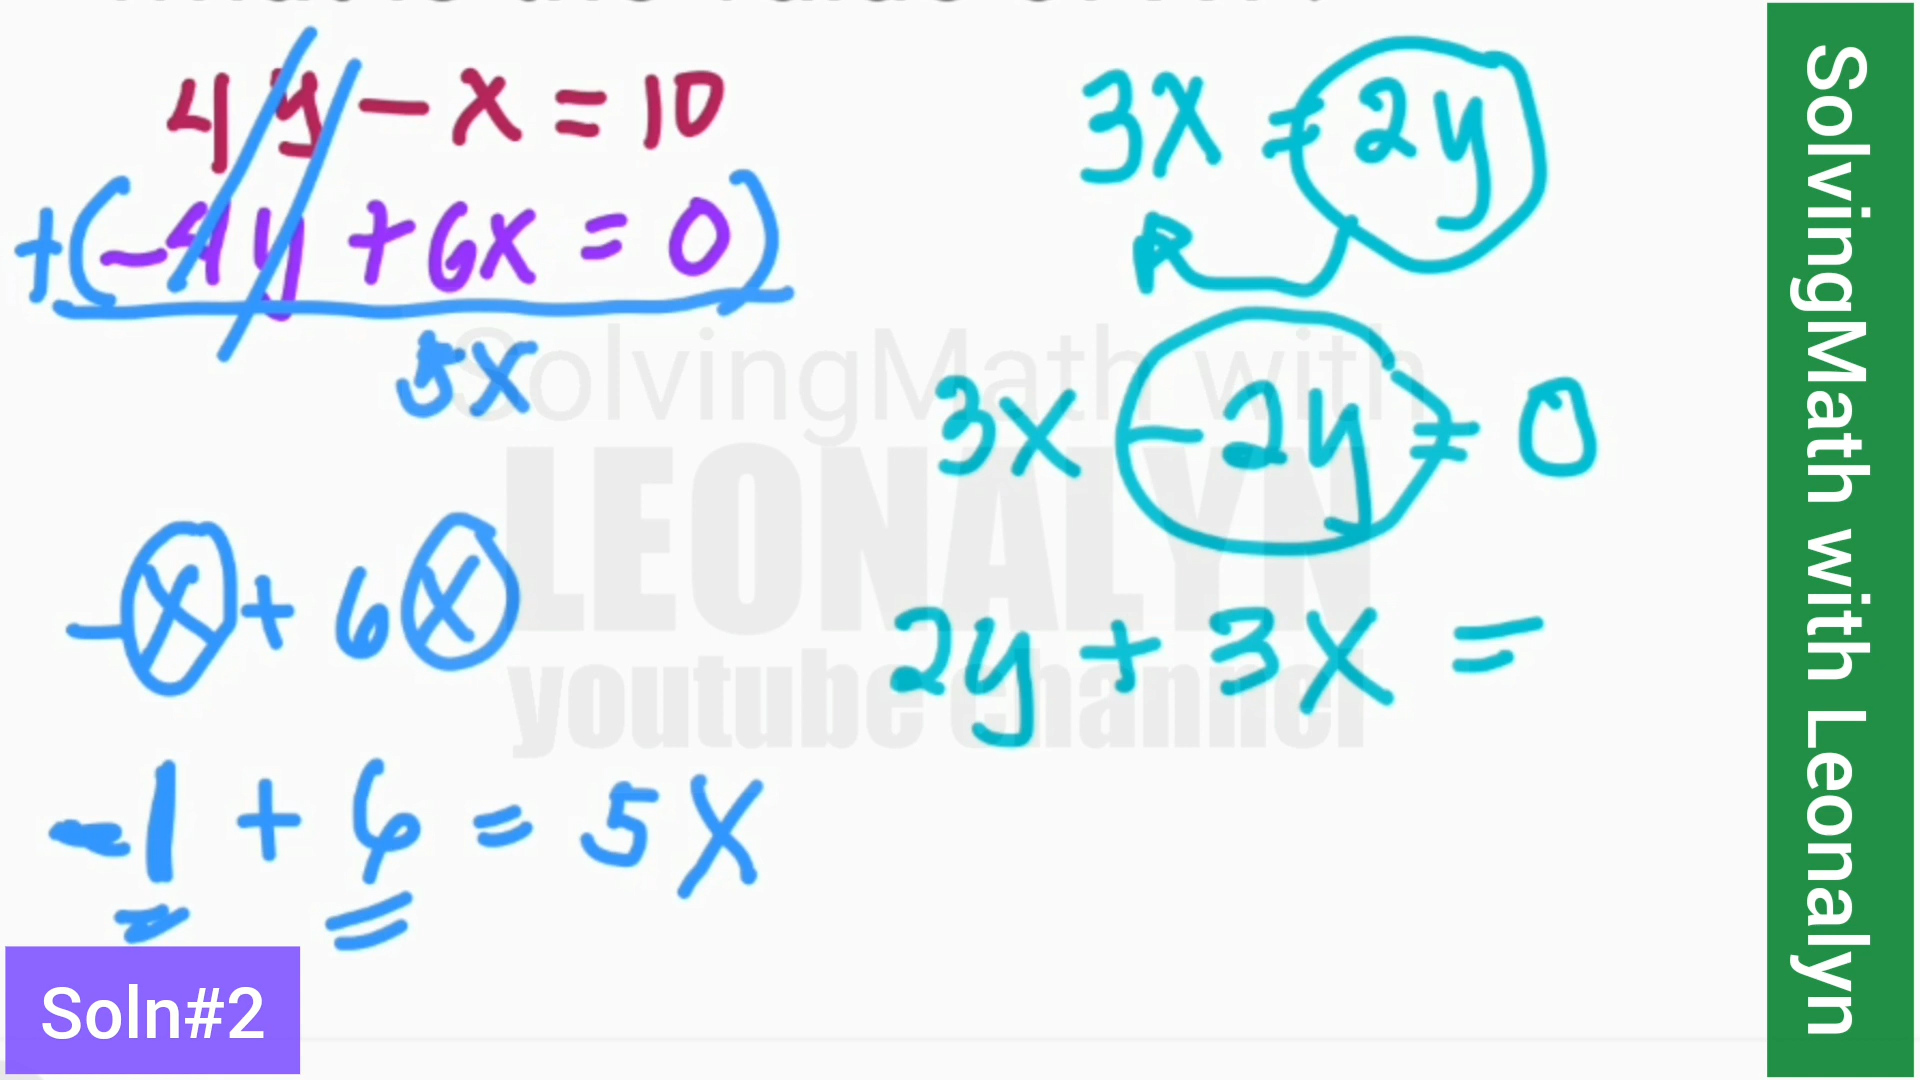 4y - x = 10
+(-4y + 6x = 0)
5x
-x + 6x
-1 + 6 = 5x
3x = 2y
3x - 2y = 0
2y + 3x =
SolvingMath with
LEONALYN
youtube channel
Soln#2
SolvingMath with Leonalyn